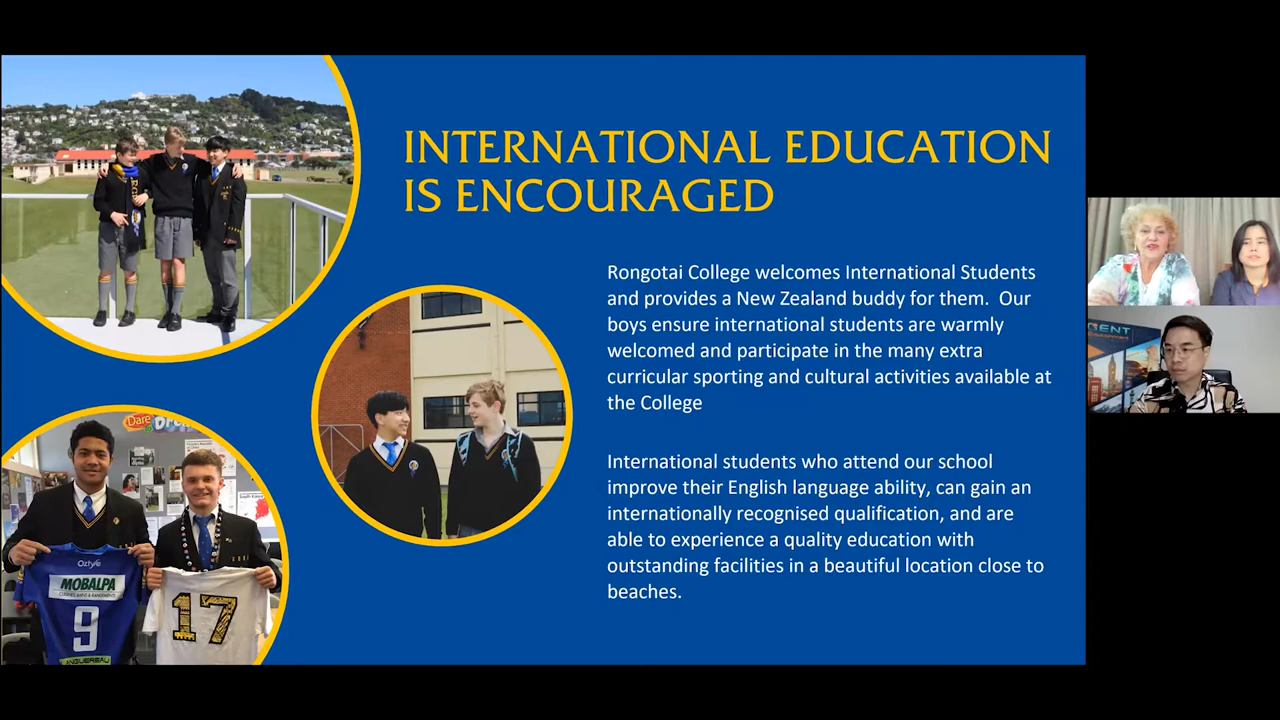 INTERNATIONAL EDUCATION
IS ENCOURAGED
Rongotai College welcomes International Students
and provides a New Zealand buddy for them.  Our
boys ensure international students are warmly
welcomed and participate in the many extra
curricular sporting and cultural activities available at
the College
International students who attend our school
improve their English language ability, can gain an
internationally recognised qualification, and are
able to experience a quality education with
outstanding facilities in a beautiful location close to
beaches.
Dare
Oztyle
MOBALPA
9
17